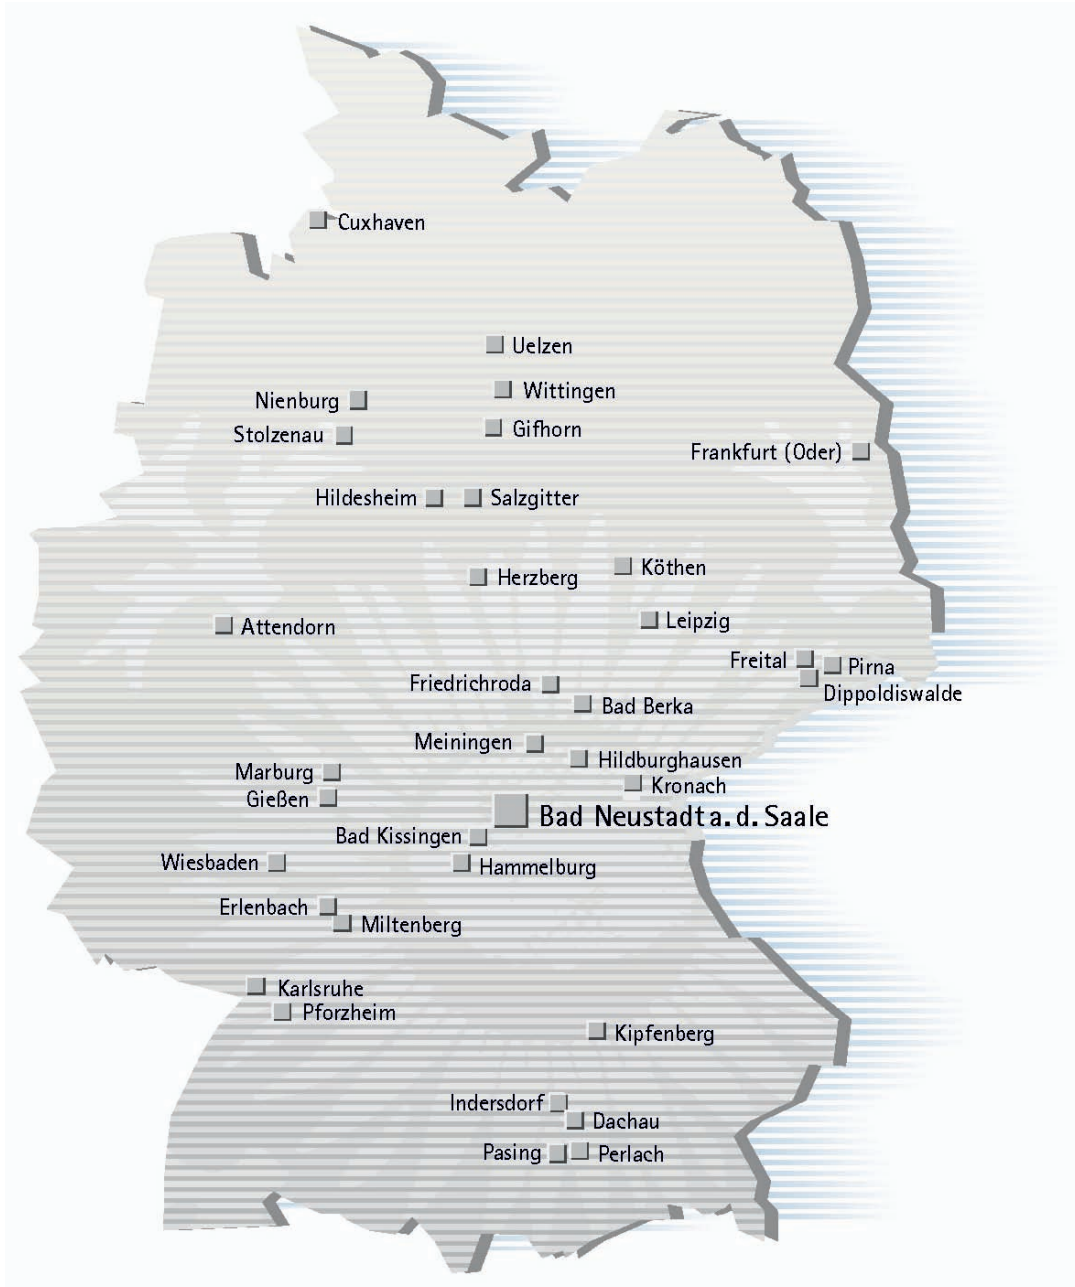 Cuxhaven
Uelzen
Wittingen
Nienburg
Gifhorn
Stolzenau
Frankfurt (Oder)
Hildesheim
Salzgitter
Köthen
Herzberg
Leipzig
Attendorn
Freital
Pirna
Friedrichroda
Dippoldiswalde
Bad Berka
Meiningen
Hildburghausen
Marburg
Kronach
Gießen
Bad Neustadt a. d. Saale
Bad Kissingen
Wiesbaden
Hammelburg
Erlenbach
Miltenberg
Karlsruhe
Pforzheim
Kipfenberg
Indersdorf
Dachau
Pasing
Perlach